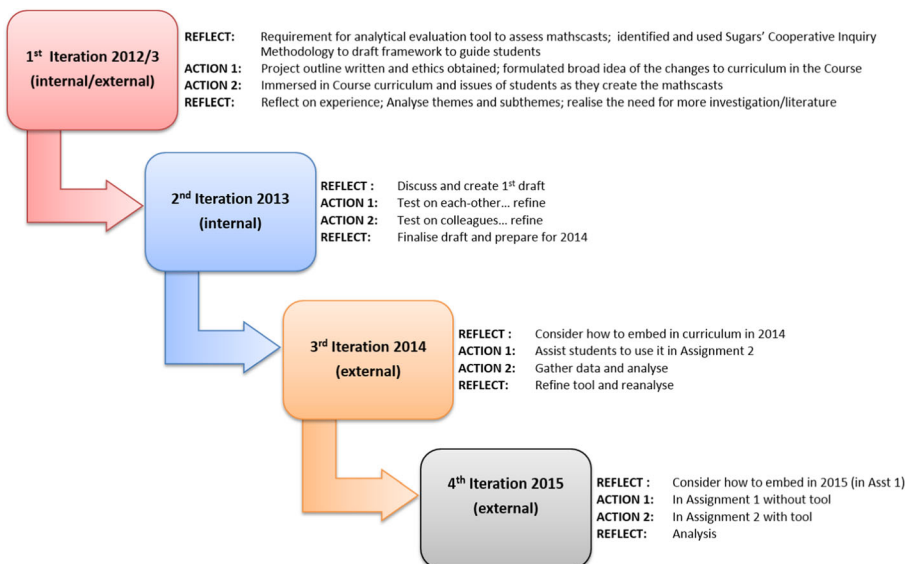 1st Iteration 2012/3
(internal/external)
REFLECT: Requirement for analytical evaluation tool to assess mathscasts; identified and used Sugars' Cooperative Inquiry
Methodology to draft framework to guide students
ACTION 1: Project outline written and ethics obtained; formulated broad idea of the changes to curriculum in the Course
ACTION 2: Immersed in Course curriculum and issues of students as they create the mathscasts
REFLECT: Reflect on experience; Analyse themes and subthemes; realise the need for more investigation/literature
2nd Iteration 2013
(internal)
REFLECT : Discuss and create 1st draft
ACTION 1: Test on each-other... refine
ACTION 2: Test on colleagues... refine
REFLECT: Finalise draft and prepare for 2014
3rd Iteration 2014
(external)
REFLECT : Consider how to embed in curriculum in 2014
ACTION 1: Assist students to use it in Assignment 2
ACTION 2: Gather data and analyse
REFLECT: Refine tool and reanalyse
4th Iteration 2015
(external)
REFLECT : Consider how to embed in 2015 (in Asst 1)
ACTION 1: In Assignment 1 without tool
ACTION 2: In Assignment 2 with tool
REFLECT: Analysis